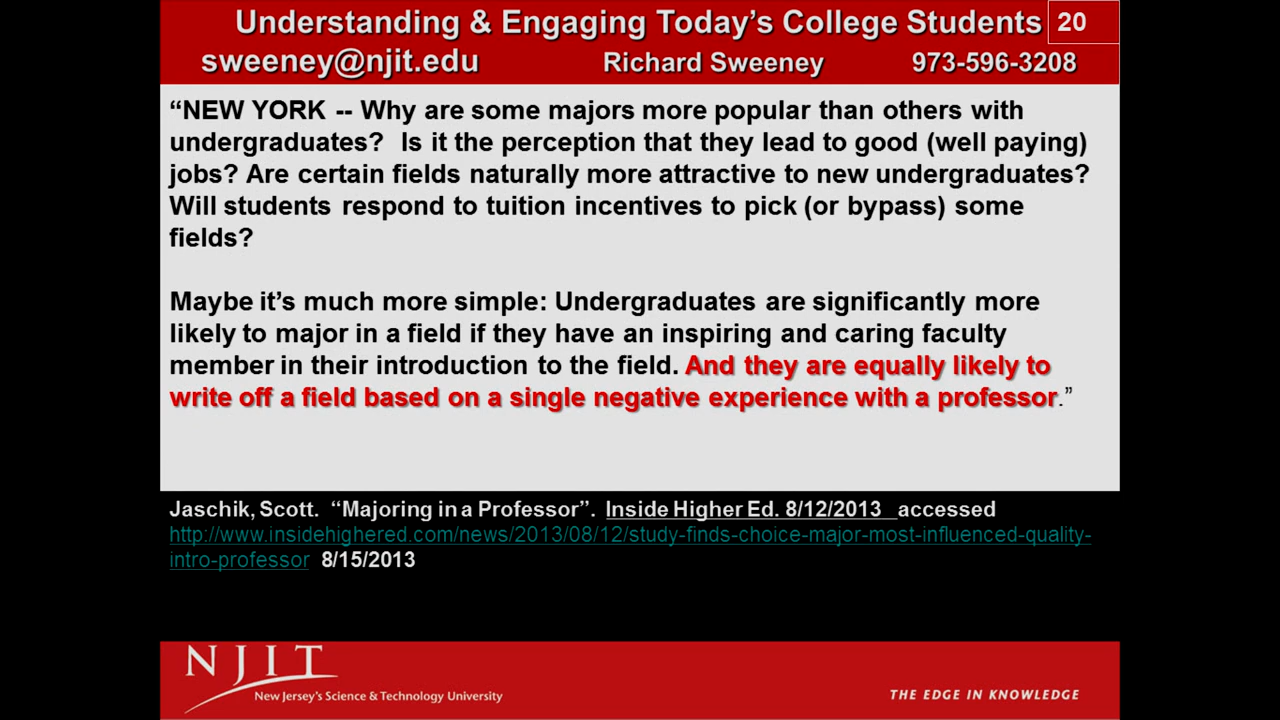 Understanding & Engaging Today’s College Students 20
sweeney@njit.edu Richard Sweeney 973-596-3208
“NEW YORK -- Why are some majors more popular than others with
undergraduates?  Is it the perception that they lead to good (well paying)
jobs? Are certain fields naturally more attractive to new undergraduates?
Will students respond to tuition incentives to pick (or bypass) some
fields?
Maybe it’s much more simple: Undergraduates are significantly more
likely to major in a field if they have an inspiring and caring faculty
member in their introduction to the field. And they are equally likely to
write off a field based on a single negative experience with a professor.”
Jaschik, Scott.  “Majoring in a Professor”.  Inside Higher Ed. 8/12/2013  accessed
http://www.insidehighered.com/news/2013/08/12/study-finds-choice-major-most-influenced-quality-
intro-professor  8/15/2013
NJIT
New Jersey’s Science & Technology University
THE EDGE IN KNOWLEDGE